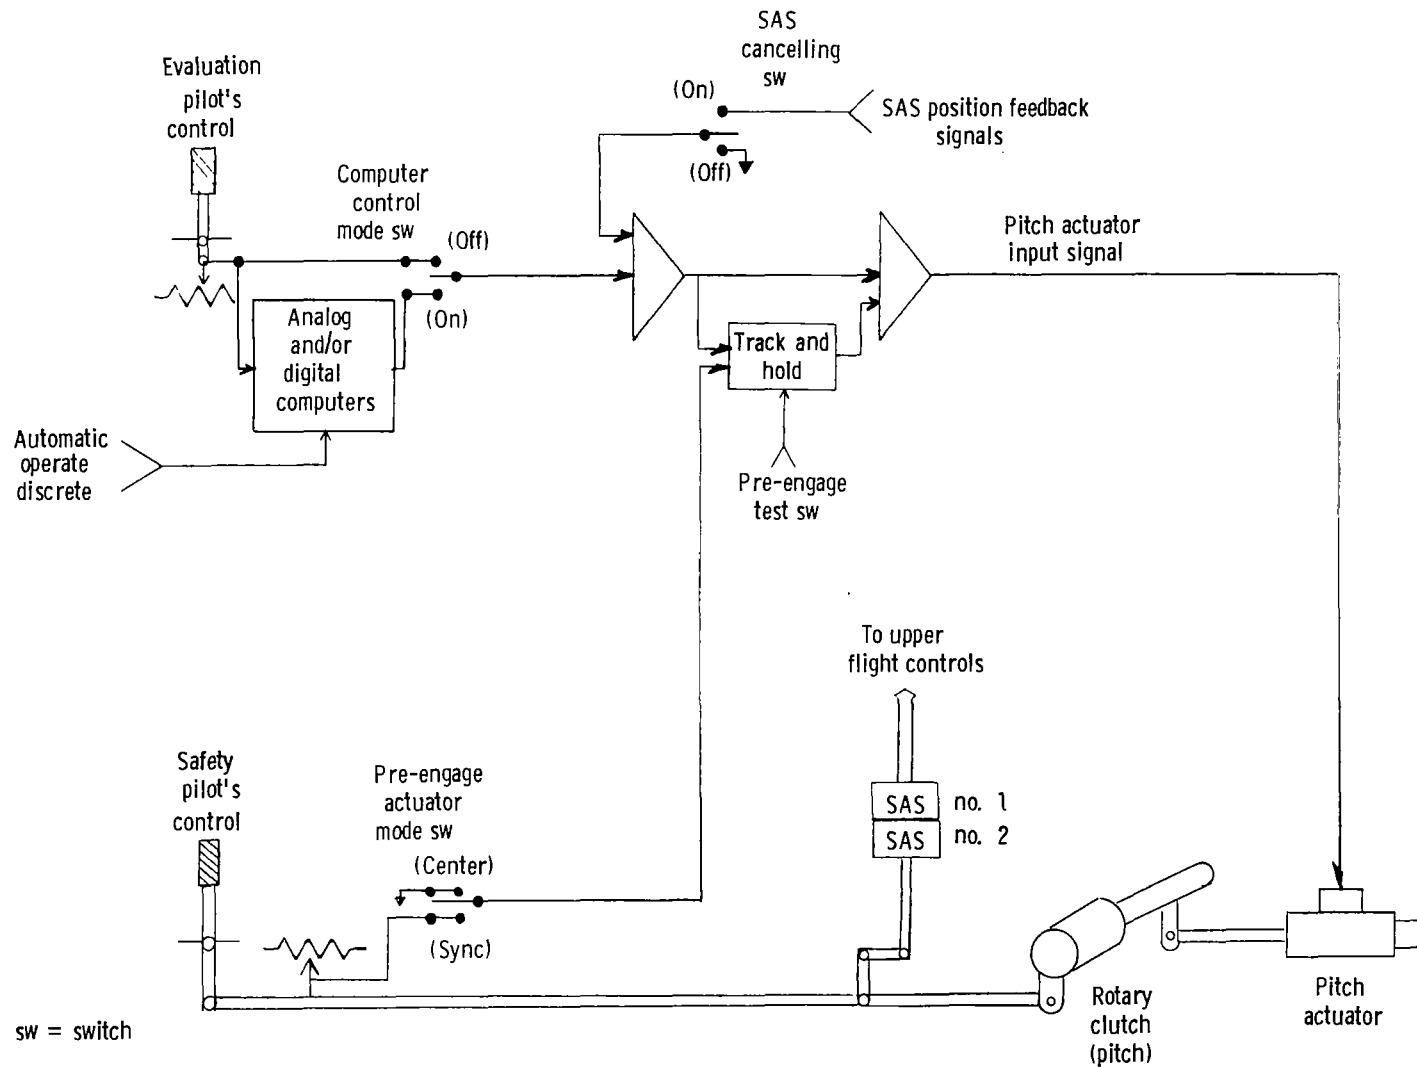 SAS
cancelling
sw
(On)
SAS position feedback
signals
(Off)
Evaluation
pilot's
control
Computer
control
mode sw
(Off)
(On)
Pitch actuator
input signal
Analog
and/or
digital
computers
Track and
hold
Automatic
operate
discrete
Pre-engage
test sw
To upper
flight controls
Safety
pilot's
control
Pre-engage
actuator
mode sw
(Center)
(Sync)
SAS no. 1
SAS no. 2
Rotary
clutch
(pitch)
Pitch
actuator
sw = switch